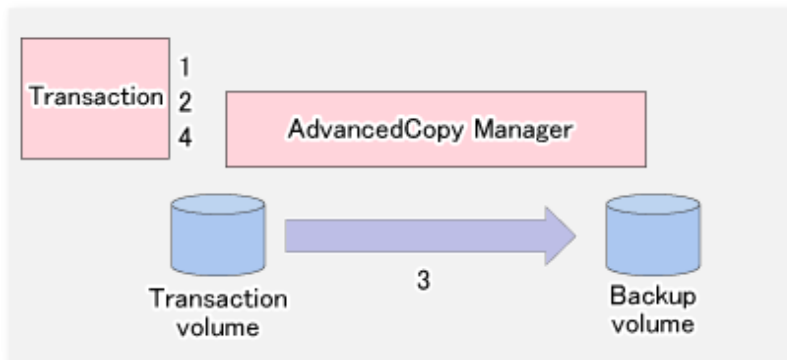 1
Transaction 2
4
AdvancedCopy Manager
3
Transaction
volume
Backup
volume